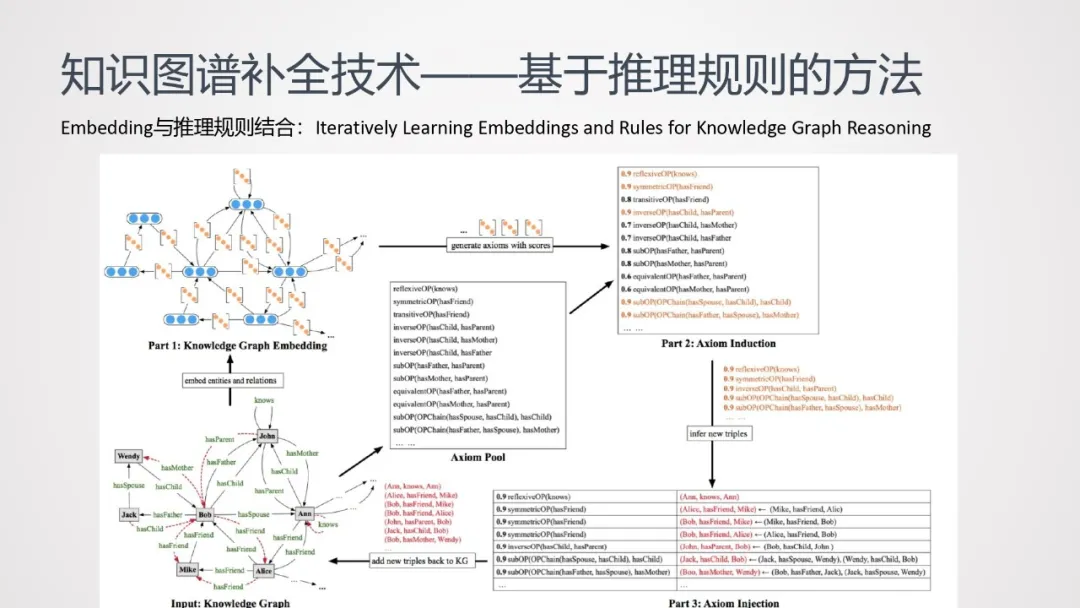 知识图谱补全技术——基于推理规则的方法
Embedding与推理规则结合：Iteratively Learning Embeddings and Rules for Knowledge Graph Reasoning
...
generate axioms with scores
Part 1: Knowledge Graph Embedding
embed entities and relations
0.9 reflexiveOP(knows)
0.9 symmetricOP(hasFriend)
0.8 transitiveOP(hasFriend)
0.9 inverseOP(hasChild, hasParent)
0.7 inverseOP(hasChild, hasMother)
0.7 inverseOP(hasChild, hasFather
0.8 subOP(hasFather, hasParent)
0.8 subOP(hasMother, hasParent)
0.6 equivalentOP(hasFather, hasParent)
0.6 equivalentOP(hasMother, hasParent)
0.9 subOP(OPChain(hasSpouse, hasChild), hasChild)
0.9 subOP(OPChain(hasFather, hasSpouse), hasMother)
... ...
Part 2: Axiom Induction
reflexiveOP(knows)
symmetricOP(hasFriend)
transitiveOP(hasFriend)
inverseOP(hasChild, hasParent)
inverseOP(hasChild, hasMother)
inverseOP(hasChild, hasFather
subOP(hasFather, hasParent)
subOP(hasMother, hasParent)
equivalentOP(hasFather, hasParent)
equivalentOP(hasMother, hasParent)
subOP(OPChain(hasSpouse, hasChild), hasChild)
subOP(OPChain(hasFather, hasSpouse), hasMother)
... ...
Axiom Pool
0.9 reflexiveOP(knows)
0.9 symmetricOP(hasFriend)
0.9 inverseOP(hasChild, hasParent)
0.9 subOP(OPChain(hasSpouse, hasChild), hasChild)
0.9 subOP(OPChain(hasFather, hasSpouse), hasMother)
... ...
infer new triples
knows
John
hasParent
hasMother
Wendy
hasFather
hasMother
hasChild
hasSpouse
hasChild
hasChild
hasParent
Jack
hasFather
Bob
hasSpouse
Ann
knows
hasChild
hasFriend
hasFriend
hasFriend
hasFriend
hasFriend
hasFriend
Mike
hasFriend
Alice
hasFriend
Input: Knowledge Graph
(Ann, knows, Ann)
(Alice, hasFriend, Mike)
(Bob, hasFriend, Mike)
(Bob, hasFriend, Alice)
(John, hasParent, Bob)
(Jack, hasChild, Bob)
(Bob, hasMother, Wendy)
...
add new triples back to KG
0.9 reflexiveOP(knows) (Ann, knows, Ann)
0.9 symmetricOP(hasFriend) (Alice, hasFriend, Mike) ← (Mike, hasFriend, Alic)
0.9 symmetricOP(hasFriend) (Bob, hasFriend, Mike) ← (Mike, hasFriend, Bob)
0.9 symmetricOP(hasFriend) (Bob, hasFriend, Alice) ← (Alice, hasFriend, Bob)
0.9 inverseOP(hasChild, hasParent) (John, hasParent, Bob) ← (Bob, hasChild, John )
0.9 subOP(OPChain(hasSpouse, hasChild), hasChild) (Jack, hasChild, Bob) ← (Jack, hasSpouse, Wendy), (Wendy, hasChild, Bob)
0.9 subOP(OPChain(hasFather, hasSpouse), hasMother) (Boo, hasMother, Wendy) ← (Bob, hasFather, Jack), (Jack, hasSpouse, Wendy)
... ...
Part 3: Axiom Injection